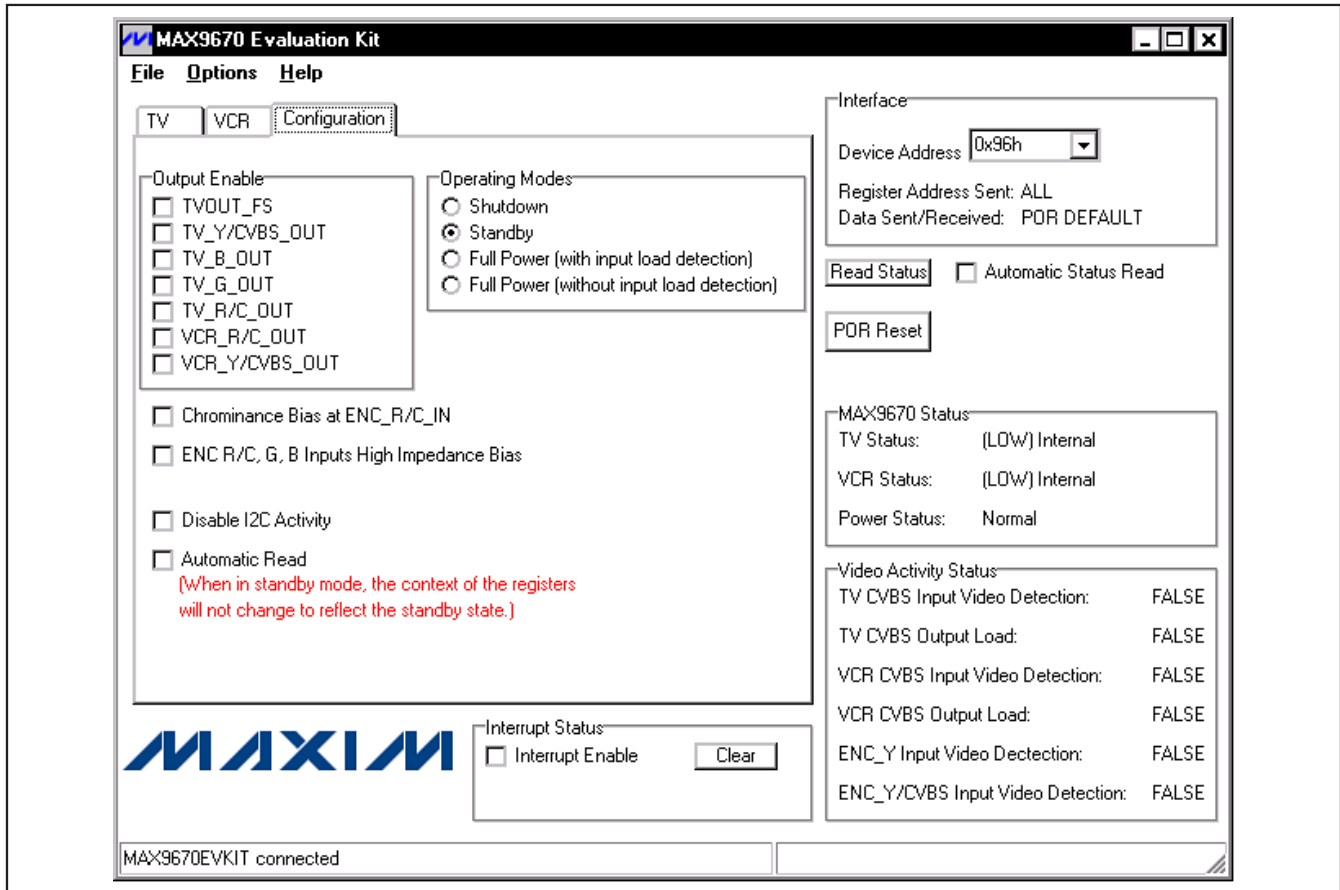 MAX9670 Evaluation Kit
File Options Help
TV VCR Configuration
Output Enable
TVOUT_FS
TV_Y/CVBS_OUT
TV_B_OUT
TV_G_OUT
TV_R/C_OUT
VCR_R/C_OUT
VCR_Y/CVBS_OUT
Operating Modes
Shutdown
Standby
Full Power (with input load detection)
Full Power (without input load detection)
Chrominance Bias at ENC_R/C_IN
ENC R/C, G, B Inputs High Impedance Bias
Disable I2C Activity
Automatic Read
(When in standby mode, the context of the registers
will not change to reflect the standby state.)
Interface
Device Address 0x96h
Register Address Sent: ALL
Data Sent/Received: POR DEFAULT
Read Status Automatic Status Read
POR Reset
MAX9670 Status
TV Status: (LOW) Internal
VCR Status: (LOW) Internal
Power Status: Normal
Video Activity Status
TV CVBS Input Video Detection: FALSE
TV CVBS Output Load: FALSE
VCR CVBS Input Video Detection: FALSE
VCR CVBS Output Load: FALSE
ENC_Y Input Video Dectection: FALSE
ENC_Y/CVBS Input Video Detection: FALSE
MAXIM
Interrupt Status
Interrupt Enable Clear
MAX9670EVKIT connected